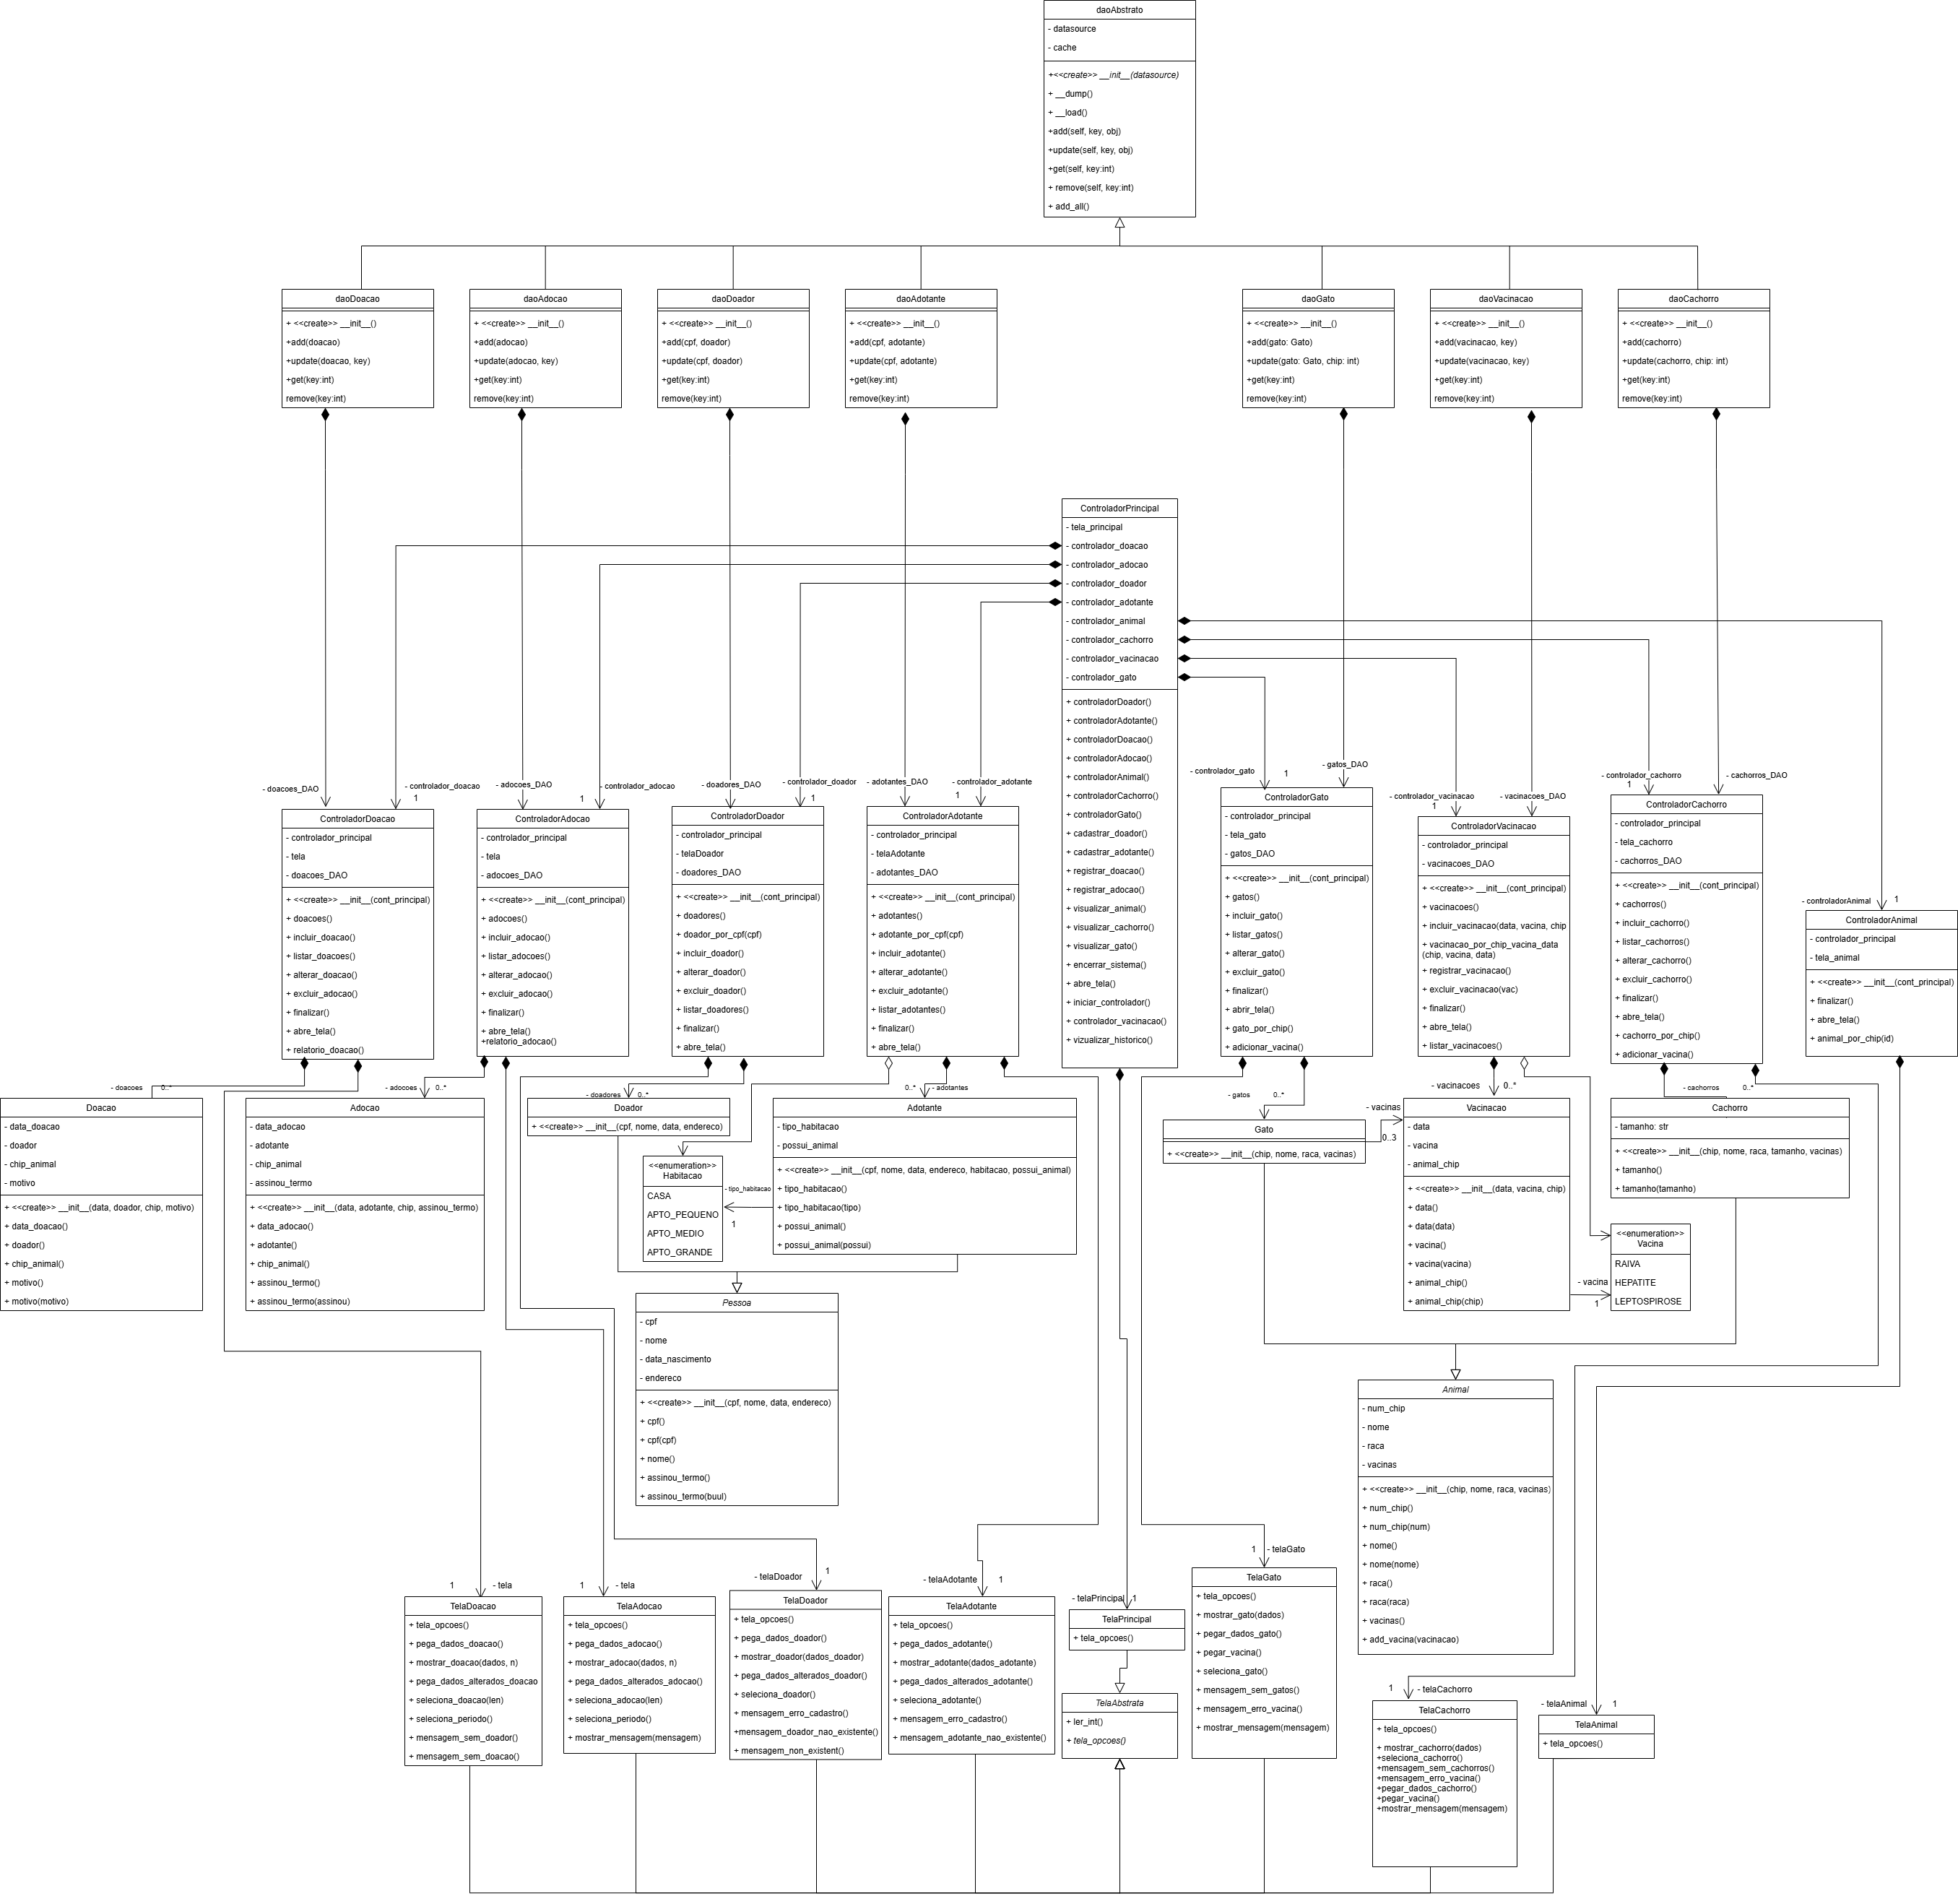 daoAbstrato
- datasource
- cache
+<<create>> __init__(datasource)
+ __dump()
+ __load()
+add(self, key, obj)
+update(self, key, obj)
+get(self, key:int)
+ remove(self, key:int)
+ add_all()
daoDoacao
+ <<create>> __init__()
+add(doacao)
+update(doacao, key)
+get(key:int)
remove(key:int)
daoAdocao
+ <<create>> __init__()
+add(adocao)
+update(adocao, key)
+get(key:int)
remove(key:int)
daoDoador
+ <<create>> __init__()
+add(cpf, doador)
+update(cpf, doador)
+get(key:int)
remove(key:int)
daoAdotante
+ <<create>> __init__()
+add(cpf, adotante)
+update(cpf, adotante)
+get(key:int)
remove(key:int)
daoGato
+ <<create>> __init__()
+add(gato: Gato)
+update(gato: Gato, chip: int)
+get(key:int)
remove(key:int)
daoVacinacao
+ <<create>> __init__()
+add(vacinacao, key)
+update(vacinacao, key)
+get(key:int)
remove(key:int)
daoCachorro
+ <<create>> __init__()
+add(cachorro)
+update(cachorro, chip: int)
+get(key:int)
remove(key:int)
ControladorPrincipal
- tela_principal
- controlador_doacao
- controlador_adocao
- controlador_doador
- controlador_adotante
- controlador_animal
- controlador_cachorro
- controlador_vacinacao
- controlador_gato
+ controladorDoador()
+ controladorAdotante()
+ controladorDoacao()
+ controladorAdocao()
+ controladorAnimal()
+ controladorCachorro()
+ controladorGato()
+ cadastrar_doador()
+ cadastrar_adotante()
+ registrar_doacao()
+ registrar_adocao()
+ visualizar_animal()
+ visualizar_cachorro()
+ visualizar_gato()
+ encerrar_sistema()
+ abre_tela()
+ iniciar_controlador()
+ controlador_vacinacao()
+ vizualizar_historico()
- doacoes_DAO
- controlador_doacao
1
- adocoes_DAO
1
- controlador_adocao
- doadores_DAO
- controlador_doador
1
- adotantes_DAO
- controlador_adotante
1
- controlador_gato
1
- gatos_DAO
- controlador_vacinacao
1
- vacinacoes_DAO
- controlador_cachorro
1
- cachorros_DAO
- controladorAnimal
1
ControladorDoacao
- controlador_principal
- tela
- doacoes_DAO
+ <<create>> __init__(cont_principal)
+ doacoes()
+ incluir_doacao()
+ listar_doacoes()
+ alterar_doacao()
+ excluir_adocao()
+ finalizar()
+ abre_tela()
+ relatorio_doacao()
ControladorAdocao
- controlador_principal
- tela
- adocoes_DAO
+ <<create>> __init__(cont_principal)
+ adocoes()
+ incluir_adocao()
+ listar_adocoes()
+ alterar_adocao()
+ excluir_adocao()
+ finalizar()
+ abre_tela()
+relatorio_adocao()
ControladorDoador
- controlador_principal
- telaDoador
- doadores_DAO
+ <<create>> __init__(cont_principal)
+ doadores()
+ doador_por_cpf(cpf)
+ incluir_doador()
+ alterar_doador()
+ excluir_doador()
+ listar_doadores()
+ finalizar()
+ abre_tela()
ControladorAdotante
- controlador_principal
- telaAdotante
- adotantes_DAO
+ <<create>> __init__(cont_principal)
+ adotantes()
+ adotante_por_cpf(cpf)
+ incluir_adotante()
+ alterar_adotante()
+ excluir_adotante()
+ listar_adotantes()
+ finalizar()
+ abre_tela()
ControladorGato
- controlador_principal
- tela_gato
- gatos_DAO
+ <<create>> __init__(cont_principal)
+ gatos()
+ incluir_gato()
+ listar_gatos()
+ alterar_gato()
+ excluir_gato()
+ finalizar()
+ abrir_tela()
+ gato_por_chip()
+ adicionar_vacina()
ControladorVacinacao
- controlador_principal
- vacinacoes_DAO
+ <<create>> __init__(cont_principal)
+ vacinacoes()
+ incluir_vacinacao(data, vacina, chip
+ vacinacao_por_chip_vacina_data
(chip, vacina, data)
+ registrar_vacinacao()
+ excluir_vacinacao(vac)
+ finalizar()
+ abre_tela()
+ listar_vacinacoes()
ControladorCachorro
- controlador_principal
- tela_cachorro
- cachorros_DAO
+ <<create>> __init__(cont_principal)
+ cachorros()
+ incluir_cachorro()
+ listar_cachorros()
+ alterar_cachorro()
+ excluir_cachorro()
+ finalizar()
+ abre_tela()
+ cachorro_por_chip()
+ adicionar_vacina()
ControladorAnimal
- controlador_principal
- tela_animal
+ <<create>> __init__(cont_principal)
+ finalizar()
+ abre_tela()
+ animal_por_chip(id)
- doacoes
0..*
- adocoes
0..*
- doadores
0..*
0..*
- adotantes
- gatos
0..*
- vacinas
0..3
- vacinacoes
0..*
- cachorros
0..*
Doacao
- data_doacao
- doador
- chip_animal
- motivo
+ <<create>> __init__(data, doador, chip, motivo)
+ data_doacao()
+ doador()
+ chip_animal()
+ motivo()
+ motivo(motivo)
Adocao
- data_adocao
- adotante
- chip_animal
- assinou_termo
+ <<create>> __init__(data, adotante, chip, assinou_termo)
+ data_adocao()
+ adotante()
+ chip_animal()
+ assinou_termo()
+ assinou_termo(assinou)
Doador
+ <<create>> __init__(cpf, nome, data, endereco)
<<enumeration>>
Habitacao
CASA
APTO_PEQUENO
APTO_MEDIO
APTO_GRANDE
- tipo_habitacao
1
Adotante
- tipo_habitacao
- possui_animal
+ <<create>> __init__(cpf, nome, data, endereco, habitacao, possui_animal)
+ tipo_habitacao()
+ tipo_habitacao(tipo)
+ possui_animal()
+ possui_animal(possui)
Gato
+ <<create>> __init__(chip, nome, raca, vacinas)
Vacinacao
- data
- vacina
- animal_chip
+ <<create>> __init__(data, vacina, chip)
+ data()
+ data(data)
+ vacina()
+ vacina(vacina)
+ animal_chip()
+ animal_chip(chip)
- vacina
1
Cachorro
- tamanho: str
+ <<create>> __init__(chip, nome, raca, tamanho, vacinas)
+ tamanho()
+ tamanho(tamanho)
<<enumeration>>
Vacina
RAIVA
HEPATITE
LEPTOSPIROSE
Pessoa
- cpf
- nome
- data_nascimento
- endereco
+ <<create>> __init__(cpf, nome, data, endereco)
+ cpf()
+ cpf(cpf)
+ nome()
+ assinou_termo()
+ assinou_termo(buul)
Animal
- num_chip
- nome
- raca
- vacinas
+ <<create>> __init__(chip, nome, raca, vacinas)
+ num_chip()
+ num_chip(num)
+ nome()
+ nome(nome)
+ raca()
+ raca(raca)
+ vacinas()
+ add_vacina(vacinacao)
1
- tela
1
- tela
- telaDoador
1
- telaAdotante
1
- telaPrincipal
1
1
- telaGato
1
- telaCachorro
- telaAnimal
1
TelaDoacao
+ tela_opcoes()
+ pega_dados_doacao()
+ mostrar_doacao(dados, n)
+ pega_dados_alterados_doacao
+ seleciona_doacao(len)
+ seleciona_periodo()
+ mensagem_sem_doador()
+ mensagem_sem_doacao()
TelaAdocao
+ tela_opcoes()
+ pega_dados_adocao()
+ mostrar_adocao(dados, n)
+ pega_dados_alterados_adocao()
+ seleciona_adocao(len)
+ seleciona_periodo()
+ mostrar_mensagem(mensagem)
TelaDoador
+ tela_opcoes()
+ pega_dados_doador()
+ mostrar_doador(dados_doador)
+ pega_dados_alterados_doador()
+ seleciona_doador()
+ mensagem_erro_cadastro()
+mensagem_doador_nao_existente()
+ mensagem_non_existent()
TelaAdotante
+ tela_opcoes()
+ pega_dados_adotante()
+ mostrar_adotante(dados_adotante)
+ pega_dados_alterados_adotante()
+ seleciona_adotante()
+ mensagem_erro_cadastro()
+ mensagem_adotante_nao_existente()
TelaPrincipal
+ tela_opcoes()
TelaAbstrata
+ ler_int()
+ tela_opcoes()
TelaGato
+ tela_opcoes()
+ mostrar_gato(dados)
+ pegar_dados_gato()
+ pegar_vacina()
+ seleciona_gato()
+ mensagem_sem_gatos()
+ mensagem_erro_vacina()
+ mostrar_mensagem(mensagem)
TelaCachorro
+ tela_opcoes()
+ mostrar_cachorro(dados)
+seleciona_cachorro()
+mensagem_sem_cachorros()
+mensagem_erro_vacina()
+pegar_dados_cachorro()
+pegar_vacina()
+mostrar_mensagem(mensagem)
TelaAnimal
+ tela_opcoes()